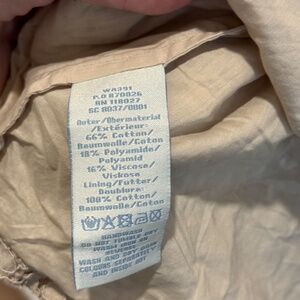 WA391
P.O 870026
RN 118027
SC 8037/0801
Outer/Obermaterial
/Extérieur:
66% Cotton/
Baumwolle/Coton
18% Polyamide/
Polyamid
16% Viscose/
Viskose
Lining/Futter/
Doublure:
100% Cotton/
Baumwolle/Coton
HANDWASH
DO NOT TUMBLE DRY
WASH AND DRY DARK
COLOURS SEPARATELY
AND INSIDE OUT